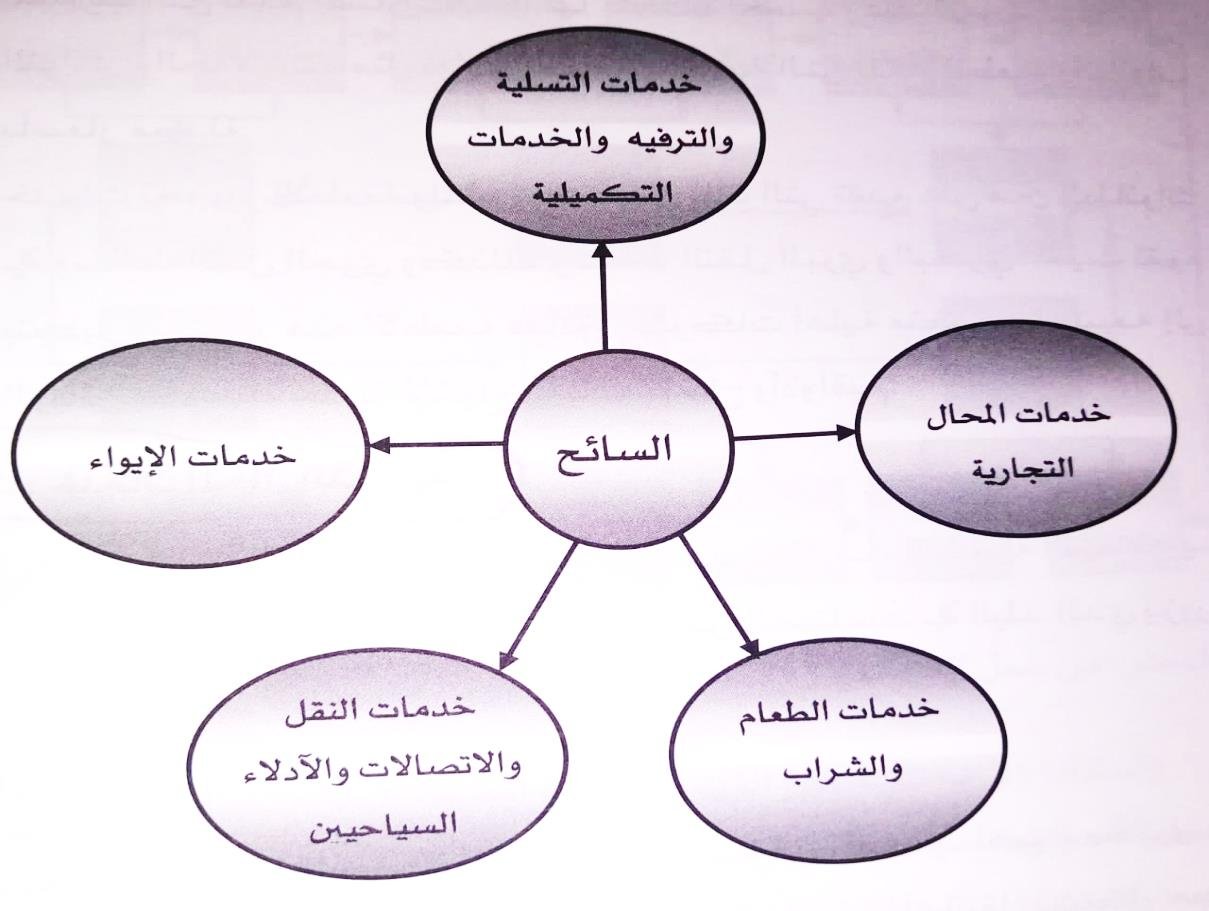 خدمات التسلية
والترفيه والخدمات
التكميلية
خدمات المحال
التجارية
السائح
خدمات الإيواء
خدمات الطعام
والشراب
خدمات النقل
والاتصالات والآدلاء
السياحيين